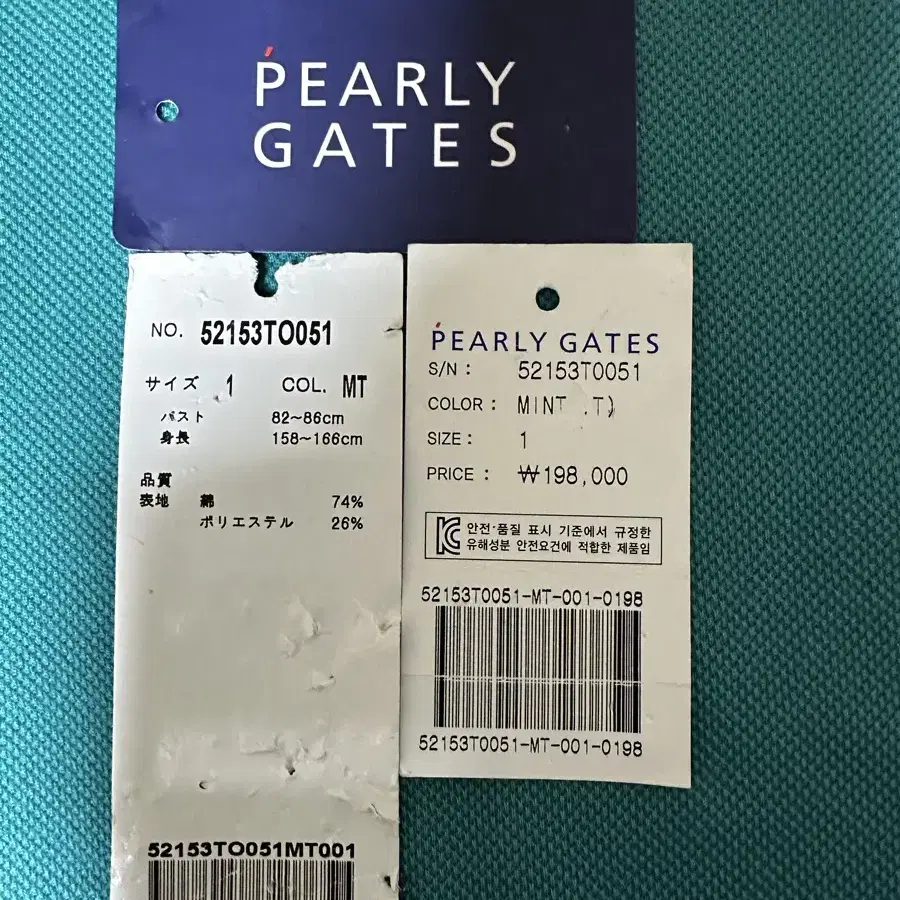 PEARLY
GATES
NO. 52153TO051
サイズ 1 COL. MT
バスト 82~86cm
身長 158~166cm
品質
表地 綿 74%
ポリエステル 26%
52153TO051MT001
PEARLY GATES
S/N : 52153T0051
COLOR : MINT .T)
SIZE : 1
PRICE : ₩198,000
안전·품질 표시 기준에서 규정한
유해성분 안전요건에 적합한 제품임
52153T0051-MT-001-0198
52153T0051-MT-001-0198